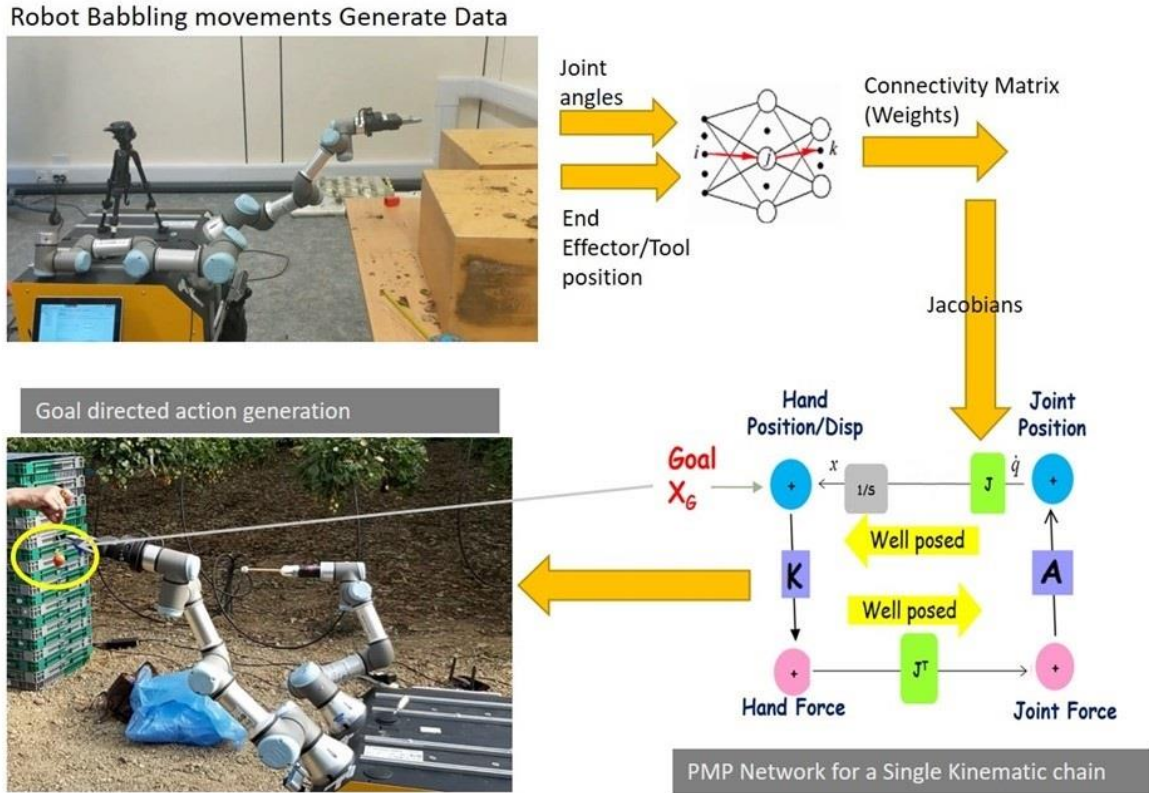 Robot Babbling movements Generate Data
Joint
angles
i
j
k
End
Effector/Tool
position
Connectivity Matrix
(Weights)
Jacobians
Goal directed action generation
Hand
Position/Disp
Joint
Position
Goal
X_G
+
x
1/S
J
q̇
+
Well posed
K
A
Well posed
+
Jᵀ
+
Hand Force
Joint Force
PMP Network for a Single Kinematic chain